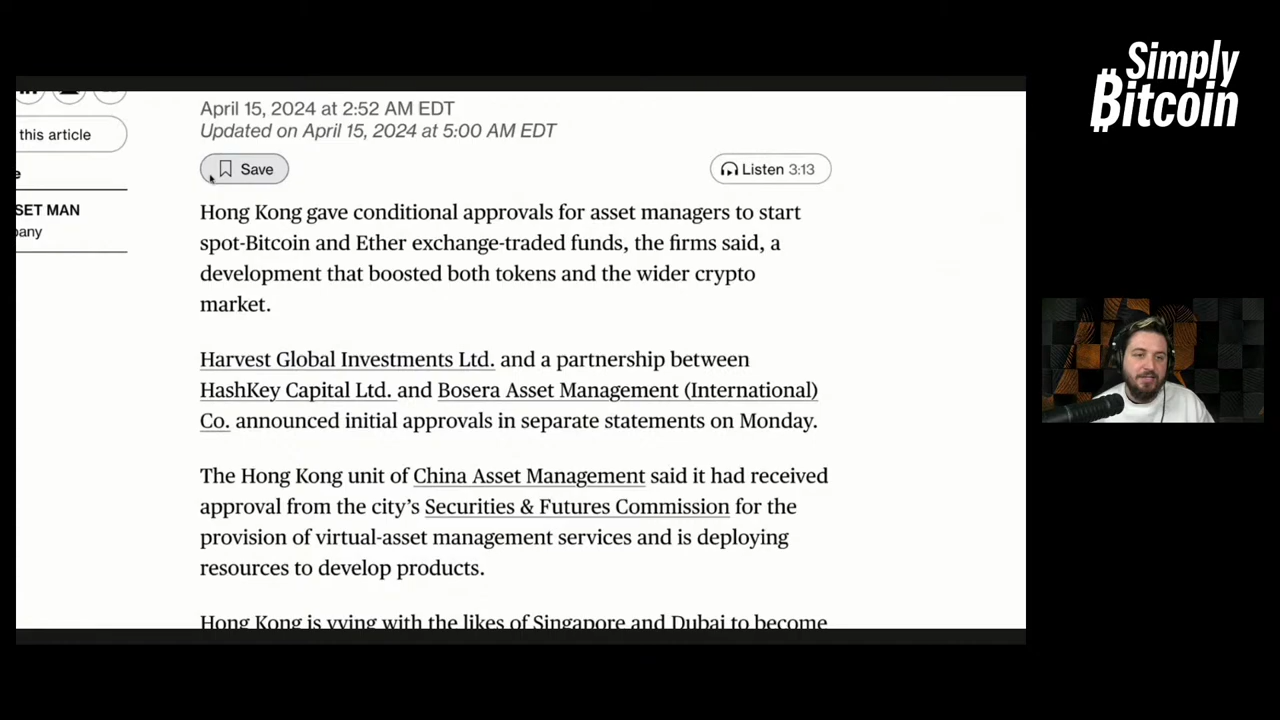 Simply
Bitcoin
April 15, 2024 at 2:52 AM EDT
Updated on April 15, 2024 at 5:00 AM EDT
this article
Save
Listen 3:13
SET MAN
pany
Hong Kong gave conditional approvals for asset managers to start
spot-Bitcoin and Ether exchange-traded funds, the firms said, a
development that boosted both tokens and the wider crypto
market.
Harvest Global Investments Ltd. and a partnership between
HashKey Capital Ltd. and Bosera Asset Management (International)
Co. announced initial approvals in separate statements on Monday.
The Hong Kong unit of China Asset Management said it had received
approval from the city's Securities & Futures Commission for the
provision of virtual-asset management services and is deploying
resources to develop products.
Hong Kong is vying with the likes of Singapore and Dubai to become